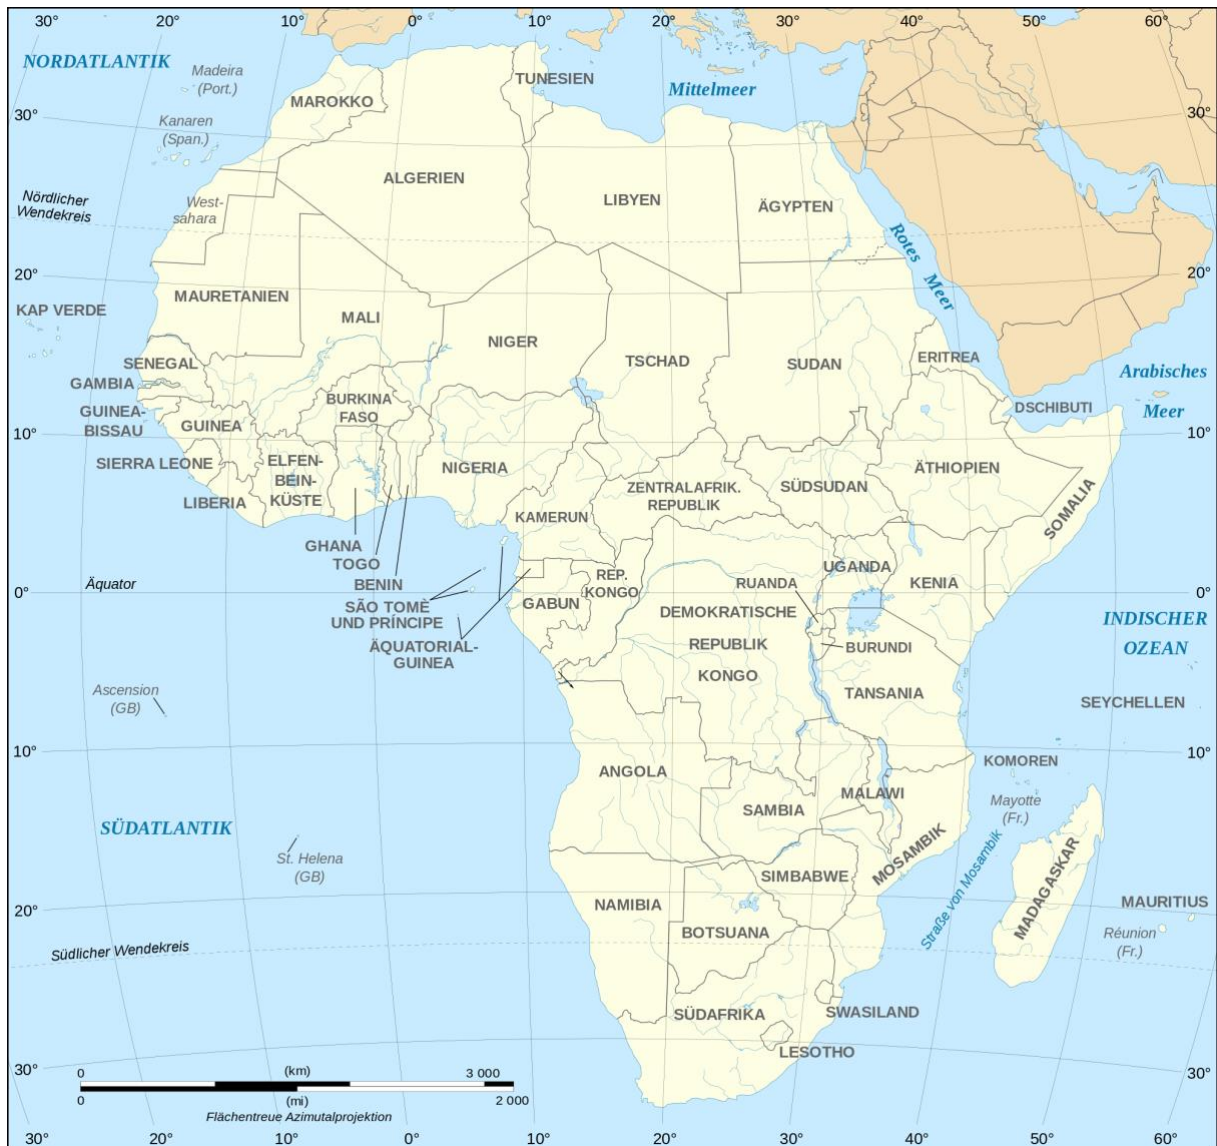 30° 20° 10° 0° 10° 20° 30° 40° 50° 60°
NORDATLANTIK
Madeira
(Port.)
TUNESIEN
Mittelmeer
MAROKKO
30°
30°
Kanaren
(Span.)
ALGERIEN
LIBYEN
ÄGYPTEN
Nördlicher
Wendekreis
West-
sahara
Rotes
Meer
20°
20°
KAP VERDE
MAURETANIEN
MALI
NIGER
TSCHAD
SUDAN
ERITREA
SENEGAL
GAMBIA
Arabisches
Meer
GUINEA-
BISSAU
BURKINA
FASO
DSCHIBUTI
GUINEA
10°
10°
SIERRA LEONE
ELFEN-
BEIN-
KÜSTE
NIGERIA
ÄTHIOPIEN
LIBERIA
ZENTRALAFRIK.
REPUBLIK
SÜDSUDAN
SOMALIA
KAMERUN
GHANA
TOGO
BENIN
Äquator
REP.
KONGO
UGANDA
RUANDA
KENIA
0°
0°
SÃO TOMÈ
UND PRÍNCIPE
GABUN
DEMOKRATISCHE
REPUBLIK
KONGO
INDISCHER
OZEAN
ÄQUATORIAL-
GUINEA
BURUNDI
Ascension
(GB)
TANSANIA
SEYCHELLEN
10°
10°
ANGOLA
KOMOREN
SAMBIA
MALAWI
Mayotte
(Fr.)
SÜDATLANTIK
St. Helena
(GB)
MOSAMBIK
Straße von Mosambik
MADAGASKAR
SIMBABWE
NAMIBIA
MAURITIUS
20°
20°
BOTSUANA
Réunion
(Fr.)
Südlicher Wendekreis
SÜDAFRIKA
SWASILAND
LESOTHO
30°
30°
0 (km) 3 000
0 (mi) 2 000
Flächentreue Azimutalprojektion
30° 20° 10° 0° 10° 20° 30° 40° 50° 60°